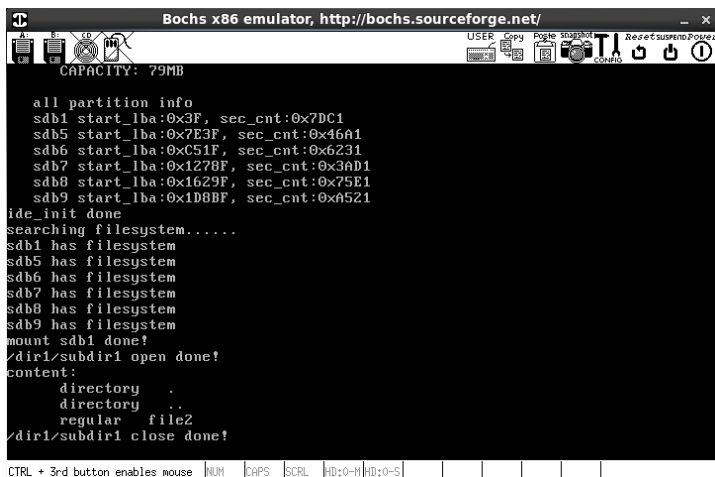 Bochs x86 emulator, http://bochs.sourceforge.net/
A: B: CD USER Copy Paste snapshot CONFIG Reset SUSPEND Power
CAPACITY: 79MB
all partition info
sdb1 start_lba:0x3F, sec_cnt:0x7DC1
sdb5 start_lba:0x7E3F, sec_cnt:0x46A1
sdb6 start_lba:0xC51F, sec_cnt:0x6231
sdb7 start_lba:0x1278F, sec_cnt:0x3AD1
sdb8 start_lba:0x1629F, sec_cnt:0x75E1
sdb9 start_lba:0x1D8BF, sec_cnt:0xA521
ide_init done
searching filesystem......
sdb1 has filesystem
sdb5 has filesystem
sdb6 has filesystem
sdb7 has filesystem
sdb8 has filesystem
sdb9 has filesystem
mount sdb1 done!
/dir1/subdir1 open done!
content:
directory .
directory ..
regular file2
/dir1/subdir1 close done!
CTRL + 3rd button enables mouse NUM CAPS SCRL HD:0-M HD:0-S